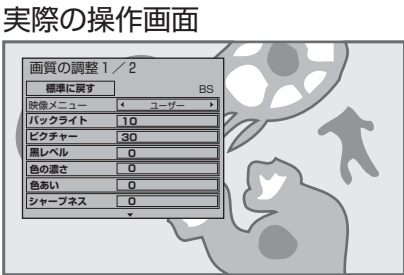 実際の操作画面
画質の調整1／2
標準に戻す BS
映像メニュー ユーザー
バックライト 10
ピクチャー 30
黒レベル 0
色の濃さ 0
色あい 0
シャープネス 0